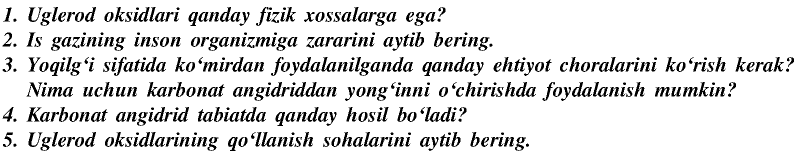 1. Uglerod oksidlari qanday fizik xossalarga ega?
2. Is gazining inson organizmiga zararini aytib bering.
3. Yoqilg‘i sifatida ko‘mirdan foydalanilganda qanday ehtiyot choralarini ko‘rish kerak?
Nima uchun karbonat angidriddan yong‘inni o‘chirishda foydalanish mumkin?
4. Karbonat angidrid tabiatda qanday hosil bo‘ladi?
5. Uglerod oksidlarining qo‘llanish sohalarini aytib bering.